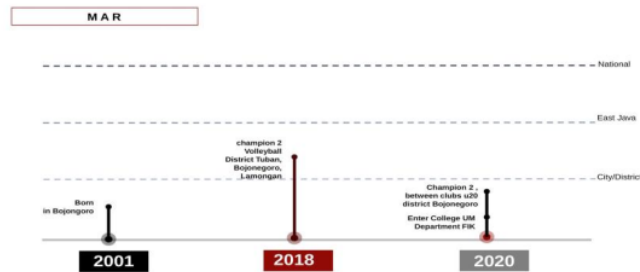 MAR
National
East Java
City/District
champion 2
Volleyball
District Tuban,
Bojonegoro,
Lamongan
Born
in Bojongoro
Champion 2 ,
between clubs u20
district Bojonegoro
Enter College UM
Department FIK
2001
2018
2020